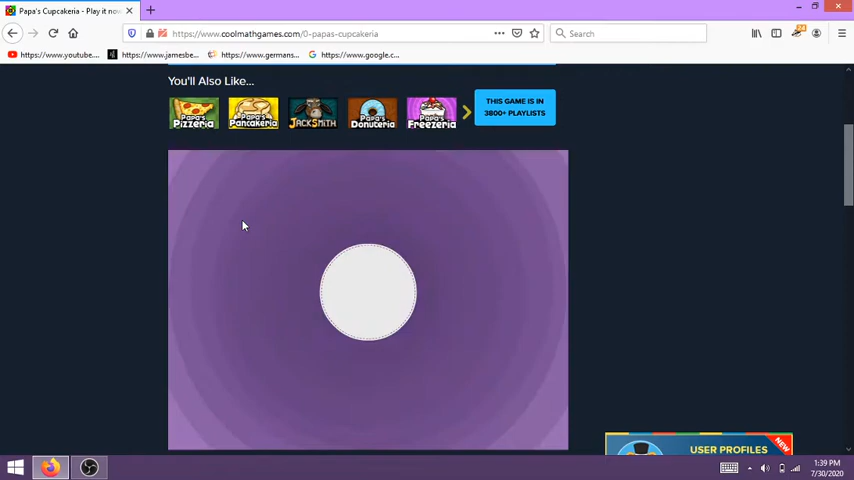 Papa's Cupcakeria - Play it now
https://www.coolmathgames.com/0-papas-cupcakeria
Search
24
https://www.youtube....
https://www.jamesbe...
https://www.germans...
https://www.google.c...
You'll Also Like...
Papa's Pizzeria
Papa's Pancakeria
JACKSMITH
Papa's Donuteria
Papa's Freezeria
THIS GAME IS IN
3800+ PLAYLISTS
USER PROFILES
NEW
1:39 PM
7/30/2020